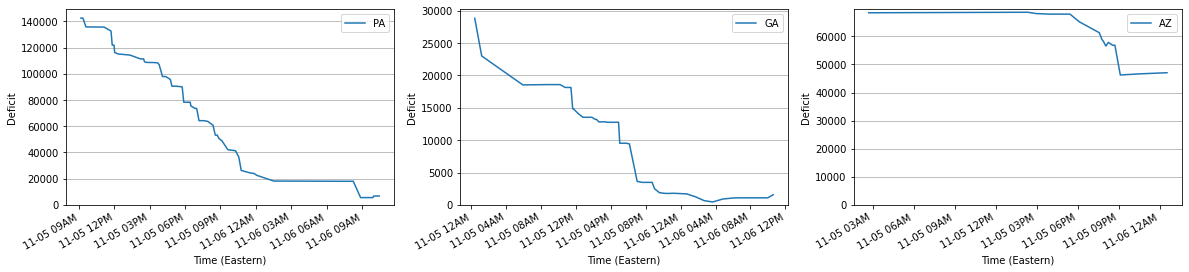 PA
140000
120000
100000
80000
60000
40000
20000
0
Deficit
11-05 09AM
11-05 12PM
11-05 03PM
11-05 06PM
11-05 09PM
11-06 12AM
11-06 03AM
11-06 06AM
11-06 09AM
Time (Eastern)
GA
30000
25000
20000
15000
10000
5000
0
Deficit
11-05 12AM
11-05 04AM
11-05 08AM
11-05 12PM
11-05 04PM
11-05 08PM
11-06 12AM
11-06 04AM
11-06 08AM
11-06 12PM
Time (Eastern)
AZ
60000
50000
40000
30000
20000
10000
0
Deficit
11-05 03AM
11-05 06AM
11-05 09AM
11-05 12PM
11-05 03PM
11-05 06PM
11-05 09PM
11-06 12AM
Time (Eastern)